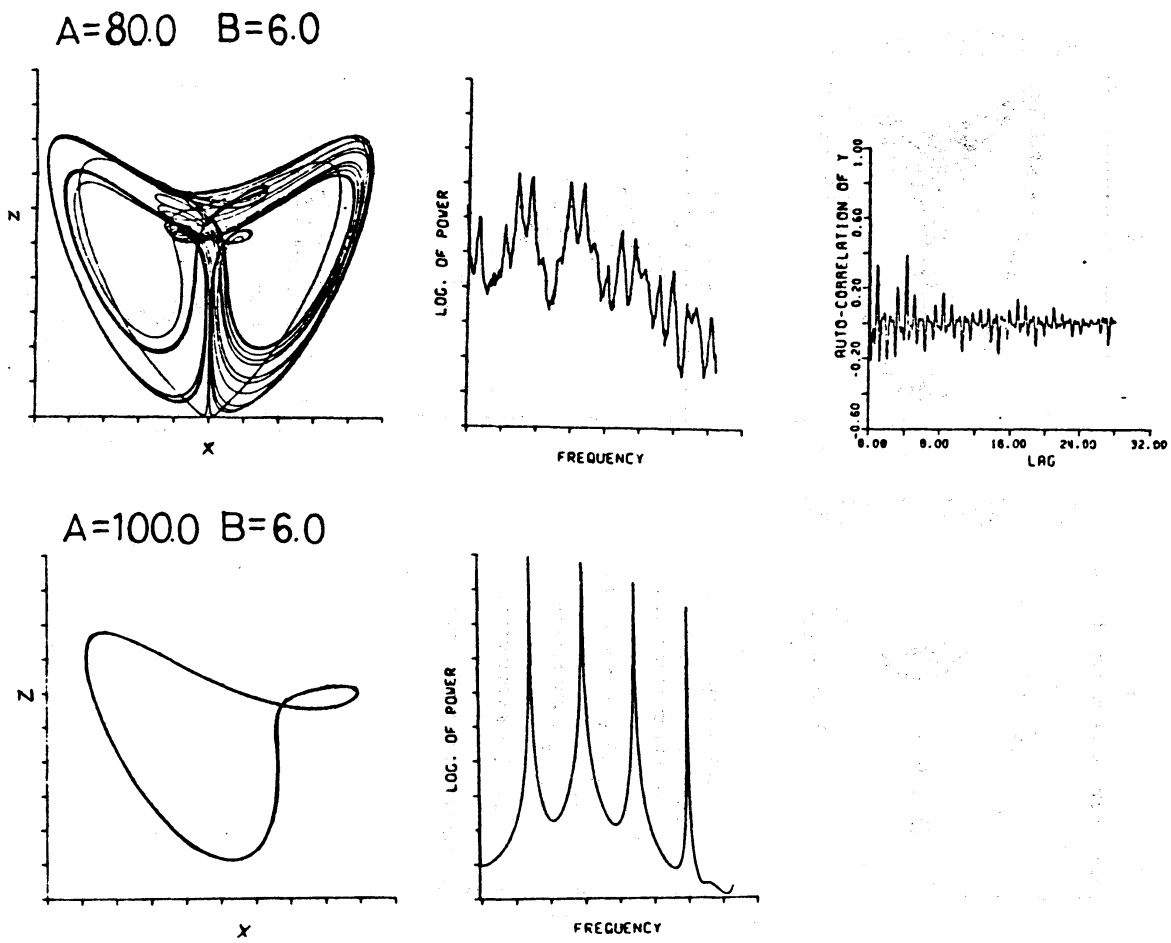 A=80.0 B=6.0
Z
X
LOG. OF POWER
FREQUENCY
AUTO-CORRELATION OF Y
1.00
0.60
0.20
-0.20
-0.60
0.00 8.00 16.00 24.00 32.00
LAG
A=100.0 B=6.0
Z
X
LOG. OF POWER
FREQUENCY